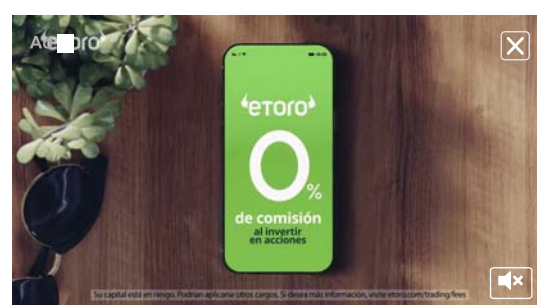 etoro
etoro
0%
de comisión
al invertir
en acciones
Su capital está en riesgo. Podrían aplicarse otros cargos. Si desea más información, visite etoro.com/trading/fees